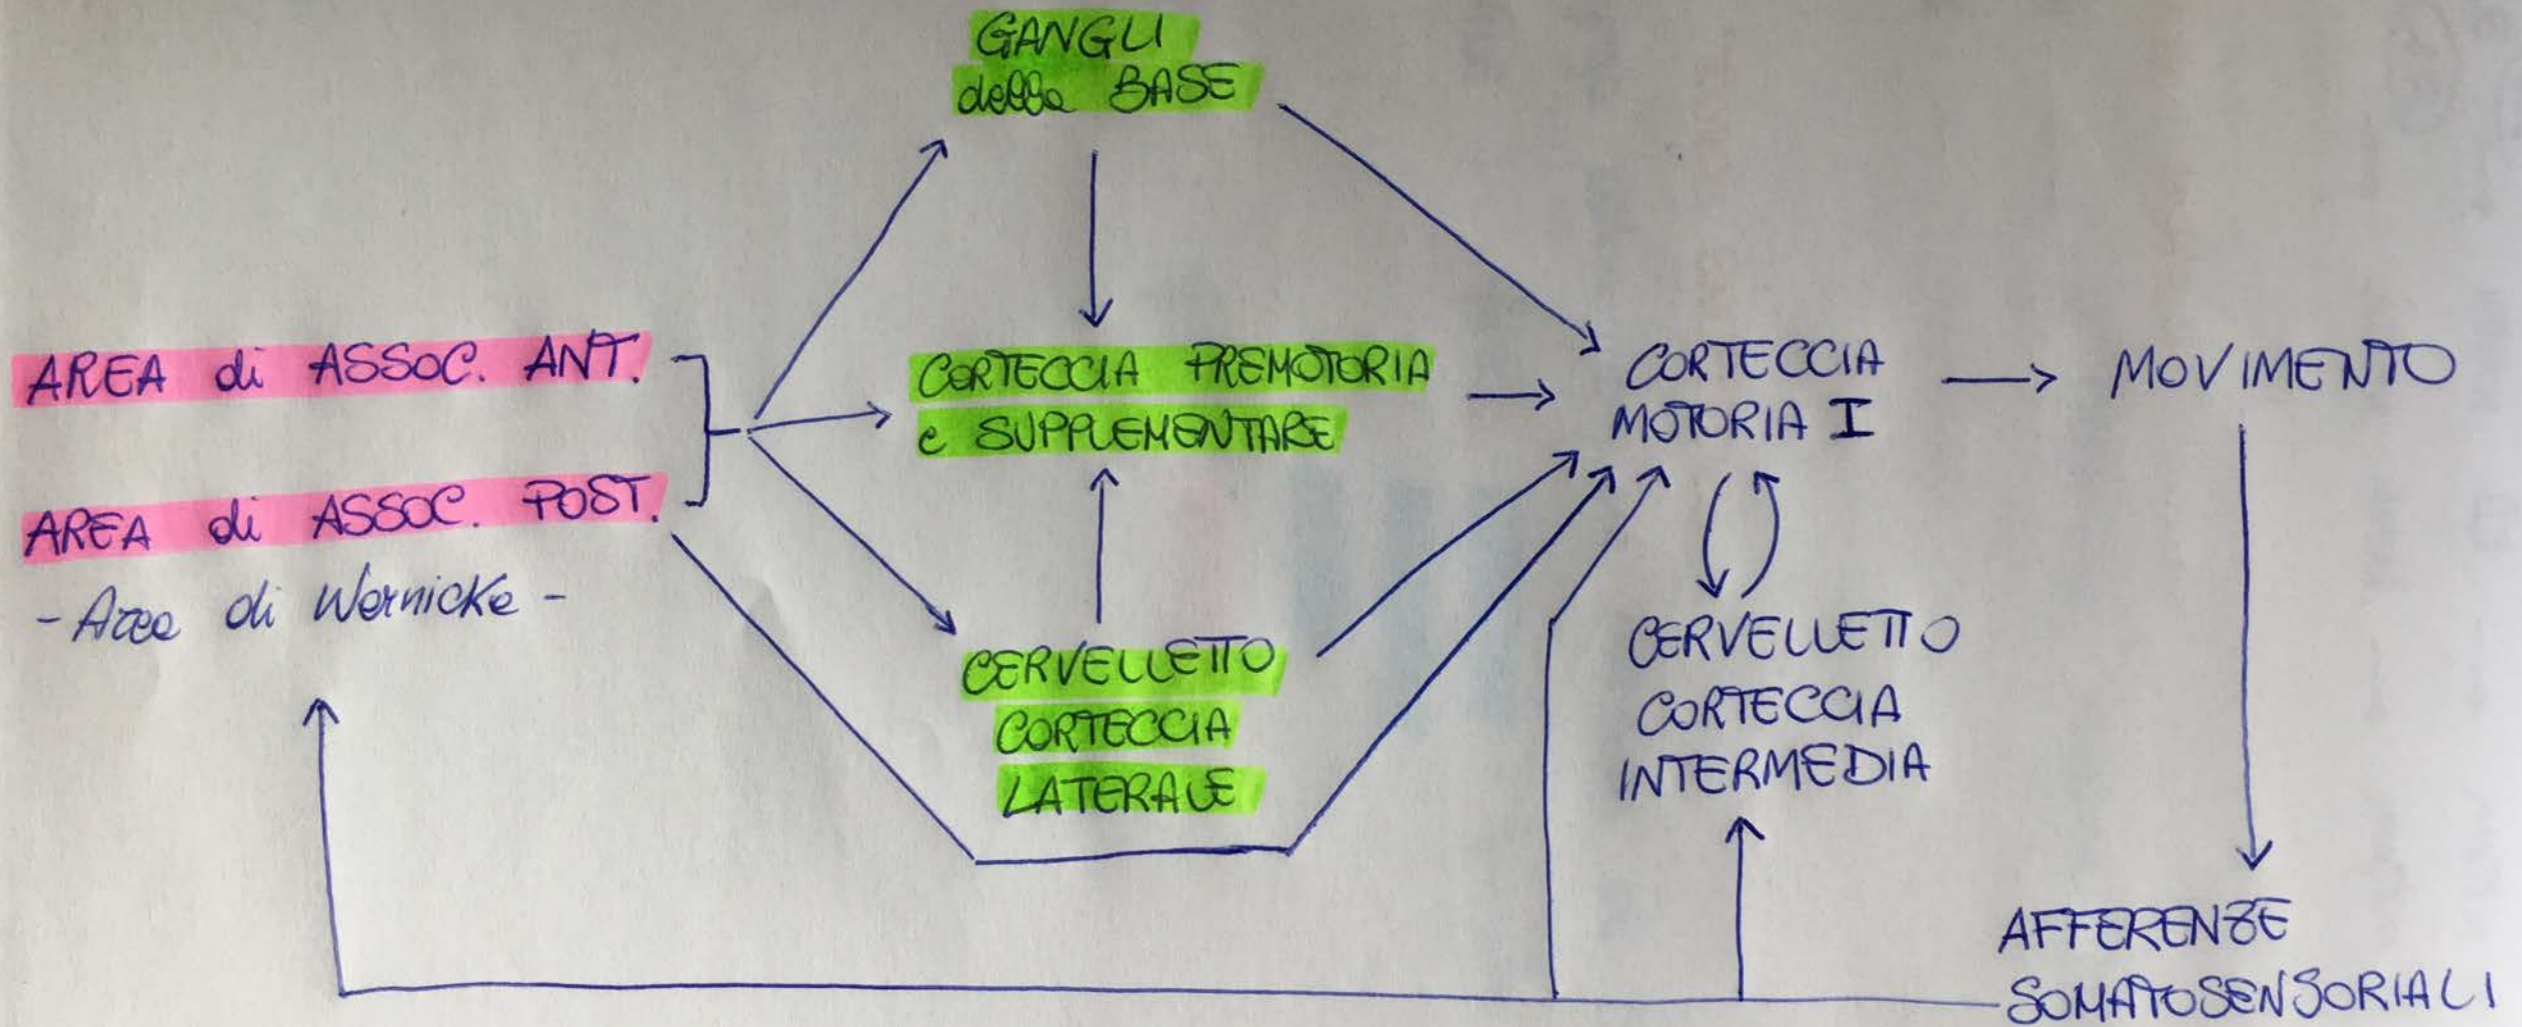 GANGLI
della BASE
AREA di ASSOC. ANT.
AREA di ASSOC. POST.
- Area di Wernicke -
CORTECCIA PREMOTORIA
e SUPPLEMENTARE
CERVELLETTO
CORTECCIA
LATERALE
CORTECCIA
MOTORIA I
MOVIMENTO
CERVELLETTO
CORTECCIA
INTERMEDIA
AFFERENZE
SOMATOSENSORIALI